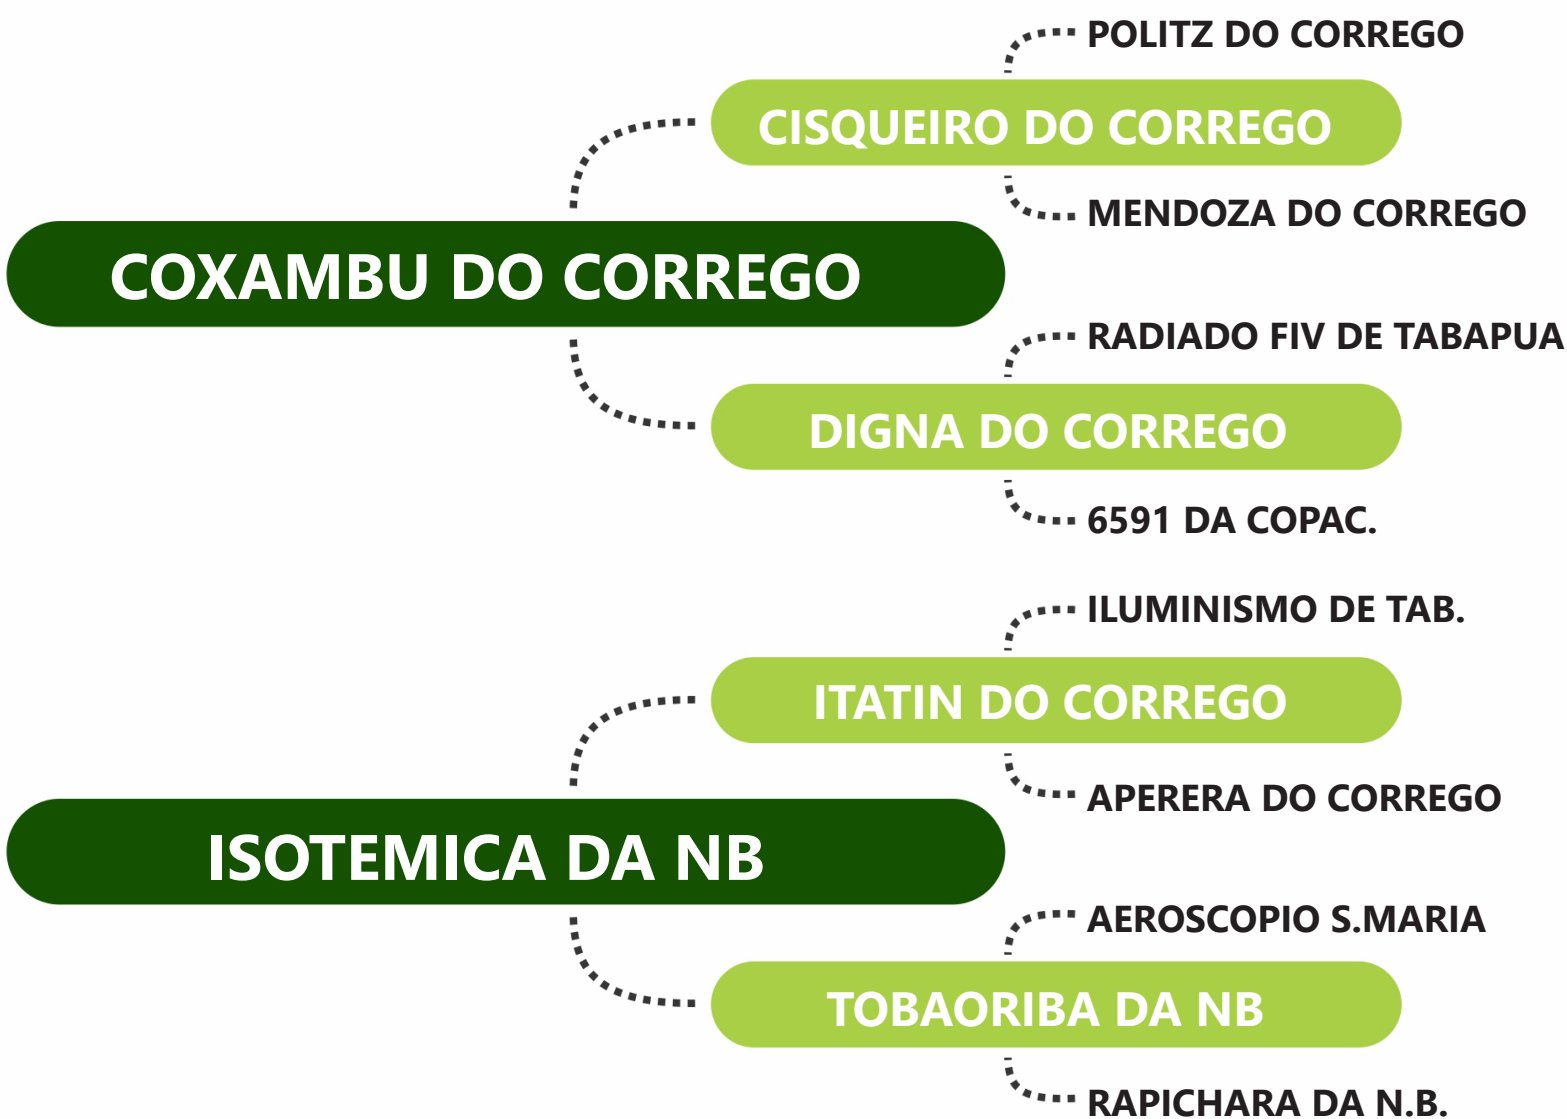 POLITZ DO CORREGO
CISQUEIRO DO CORREGO
MENDOZA DO CORREGO
COXAMBU DO CORREGO
RADIADO FIV DE TABAPUA
DIGNA DO CORREGO
6591 DA COPAC.
ILUMINISMO DE TAB.
ITATIN DO CORREGO
APERERA DO CORREGO
ISOTEMICA DA NB
AEROSCOPIO S.MARIA
TOBAORIBA DA NB
RAPICHARA DA N.B.